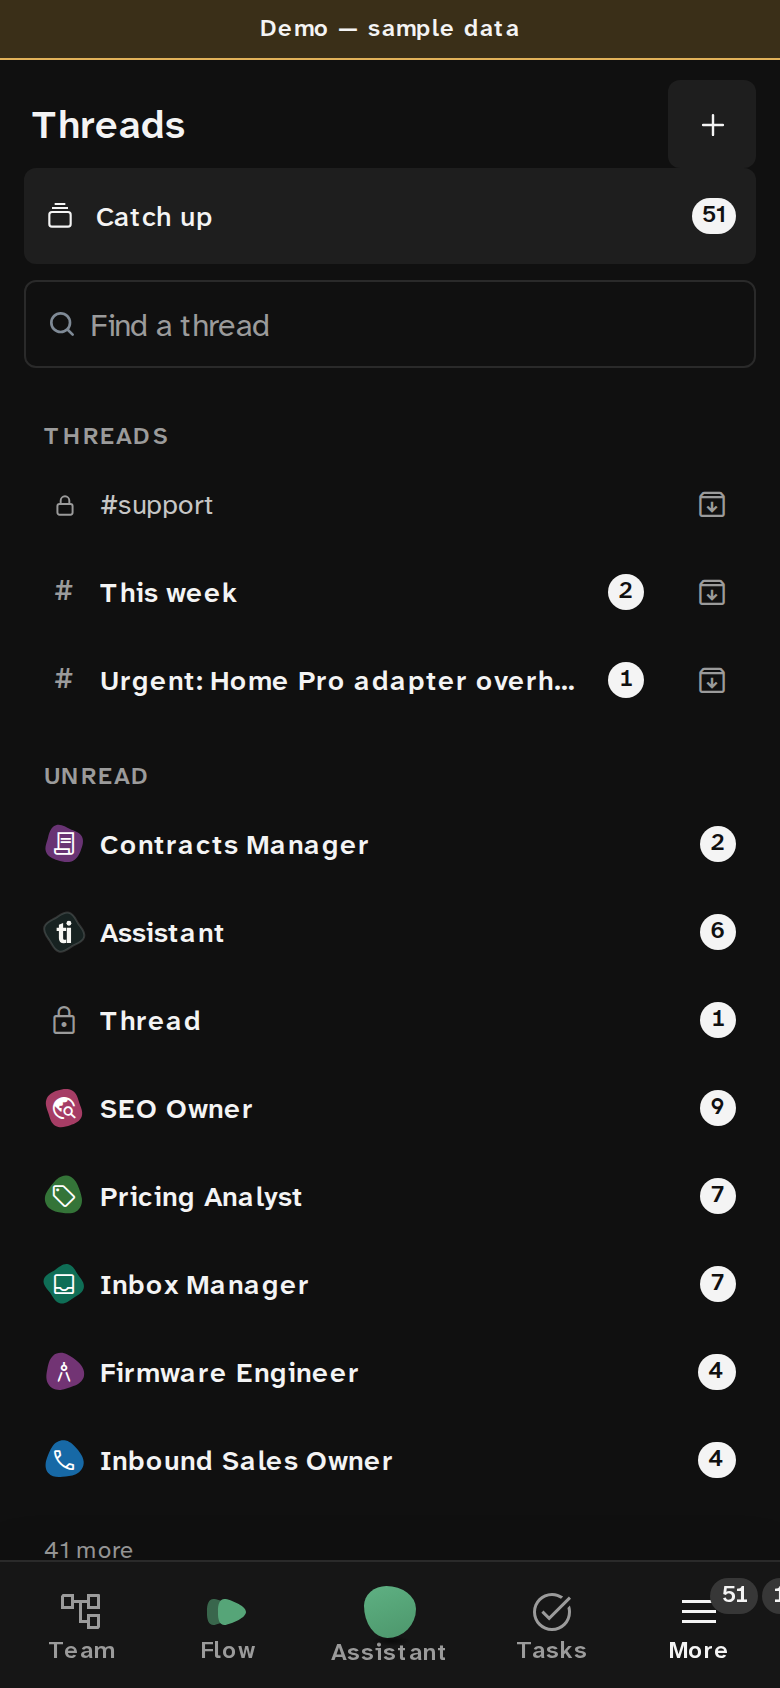 Demo — sample data
Threads
Catch up 51
Find a thread
THREADS
#support
# This week 2
# Urgent: Home Pro adapter overh... 1
UNREAD
Contracts Manager 2
ti Assistant 6
Thread 1
SEO Owner 9
Pricing Analyst 7
Inbox Manager 7
Firmware Engineer 4
Inbound Sales Owner 4
41 more
51
Team Flow Assistant Tasks More